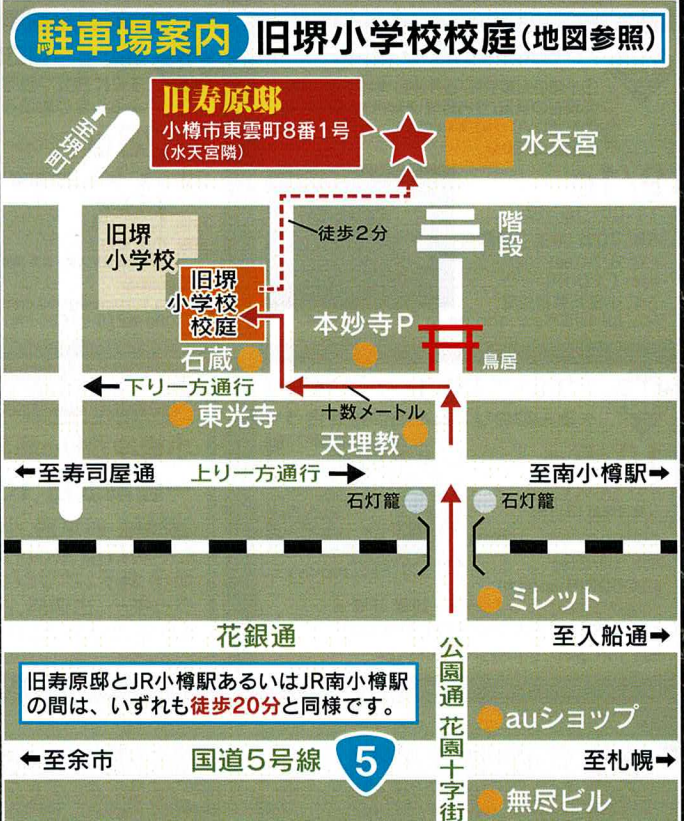 駐車場案内 旧堺小学校校庭(地図参照)
旧寿原邸
小樽市東雲町8番1号
(水天宮隣)
水天宮
至堺町
旧堺
小学校
徒歩2分
階段
旧堺
小学校
校庭
本妙寺P
鳥居
石蔵
←下り一方通行
十数メートル
東光寺
天理教
←至寿司屋通
上り一方通行→
至南小樽駅→
石灯籠
石灯籠
ミレット
花銀通
至入船通→
公園通 花園十字街
旧寿原邸とJR小樽駅あるいはJR南小樽駅
の間は、いずれも徒歩20分と同様です。
auショップ
←至余市
国道5号線
5
至札幌→
無尽ビル